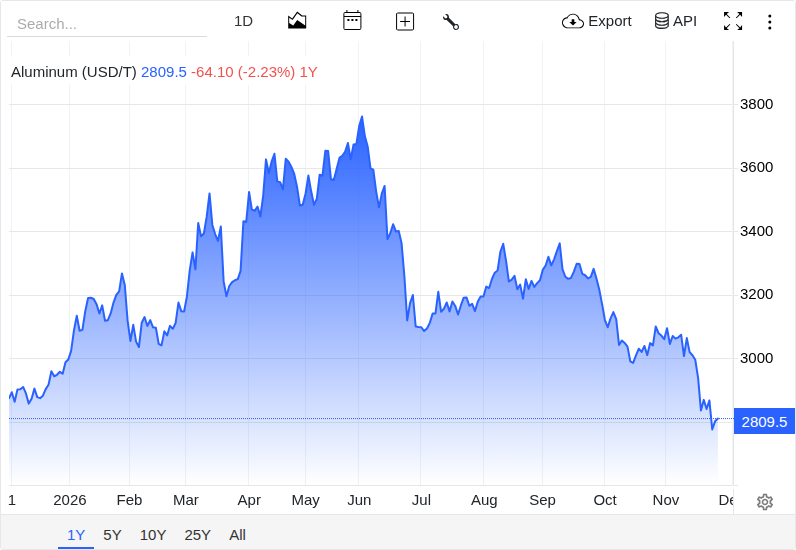 Search... 1D Export API
Aluminum (USD/T) 2809.5 -64.10 (-2.23%) 1Y
3800
3600
3400
3200
3000
2809.5
1 2026 Feb Mar Apr May Jun Jul Aug Sep Oct Nov De
1Y 5Y 10Y 25Y All